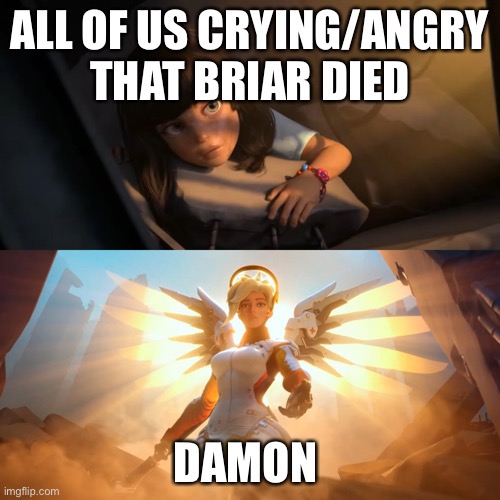 ALL OF US CRYING/ANGRY
THAT BRIAR DIED
DAMON
imgflip.com